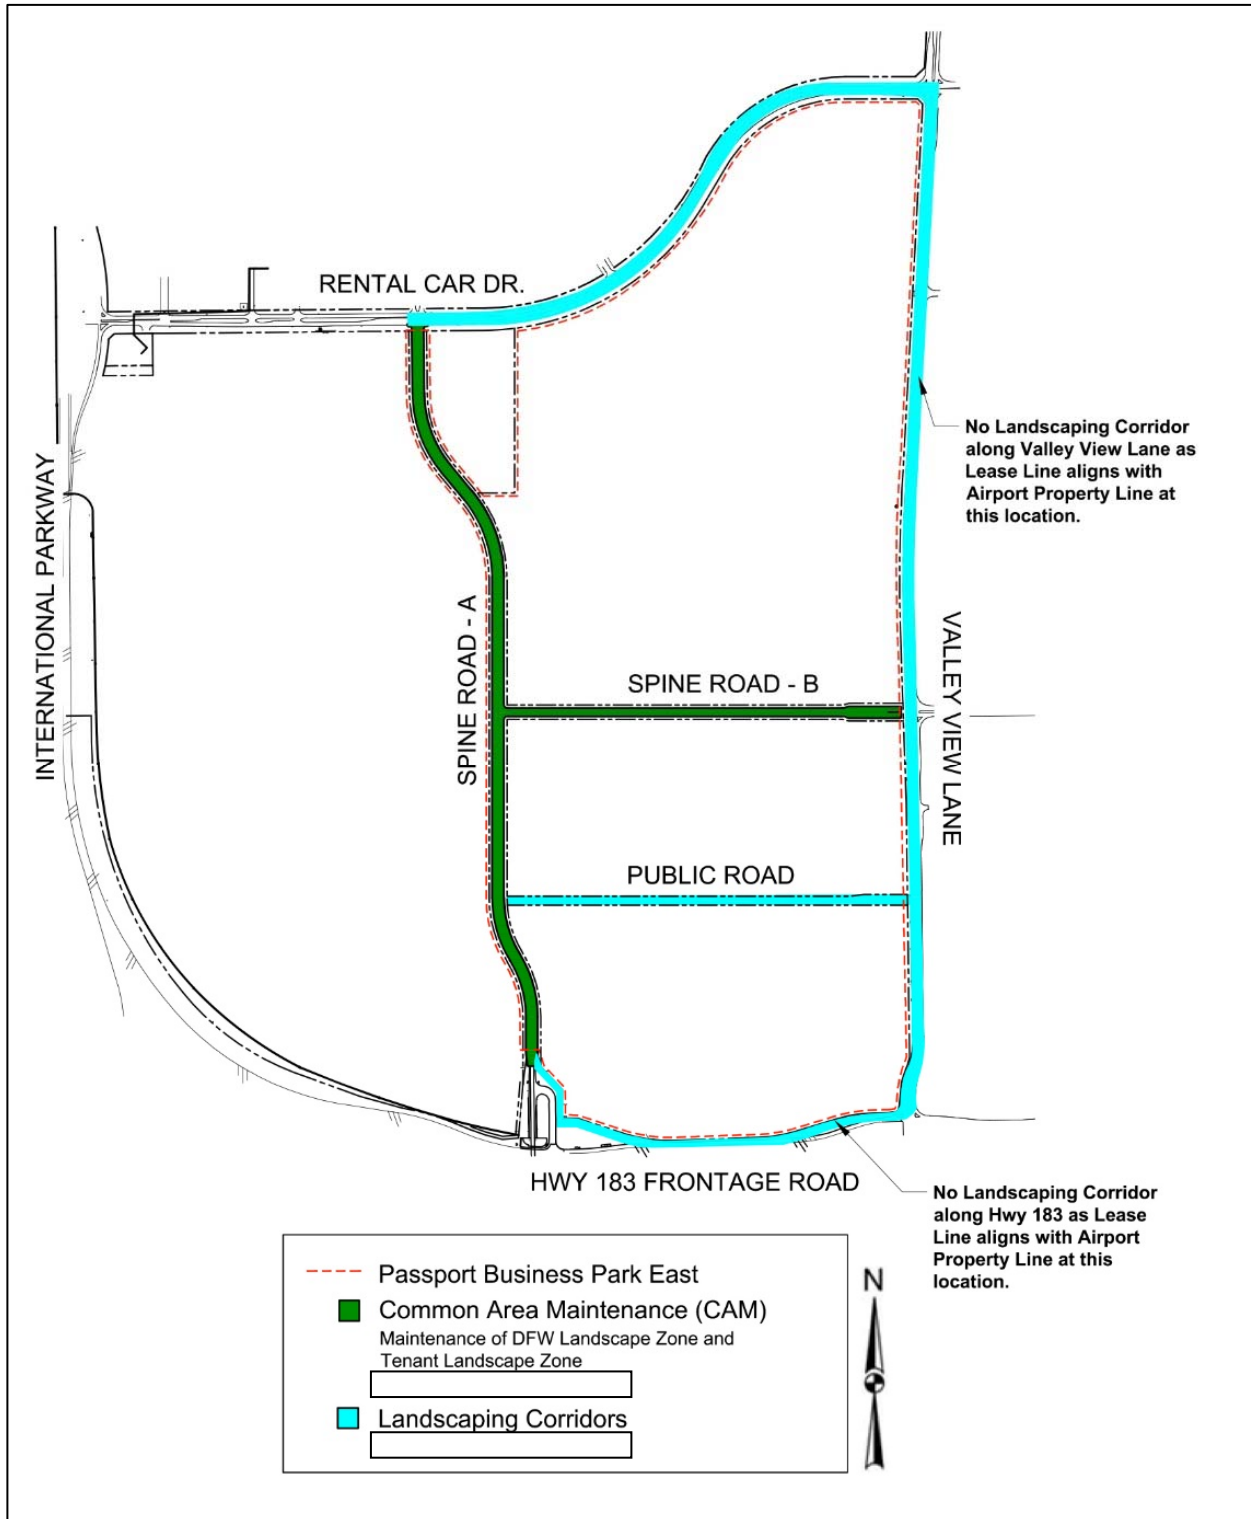 RENTAL CAR DR.
No Landscaping Corridor
along Valley View Lane as
Lease Line aligns with
Airport Property Line at
this location.
INTERNATIONAL PARKWAY
SPINE ROAD - A
SPINE ROAD - B
VALLEY VIEW LANE
PUBLIC ROAD
HWY 183 FRONTAGE ROAD
No Landscaping Corridor
along Hwy 183 as Lease
Line aligns with Airport
Property Line at this
location.
Passport Business Park East
Common Area Maintenance (CAM)
Maintenance of DFW Landscape Zone and
Tenant Landscape Zone
Landscaping Corridors
N